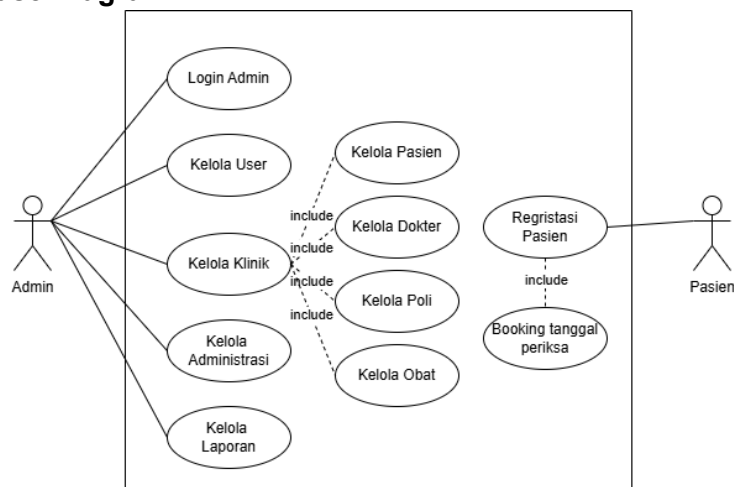 Login Admin
Kelola User
Kelola Pasien
include
Kelola Dokter
include
Kelola Klinik
include
Kelola Poli
include
Kelola
Administrasi
Kelola Obat
Kelola
Laporan
Admin
Regristasi
Pasien
include
Booking tanggal
periksa
Pasien